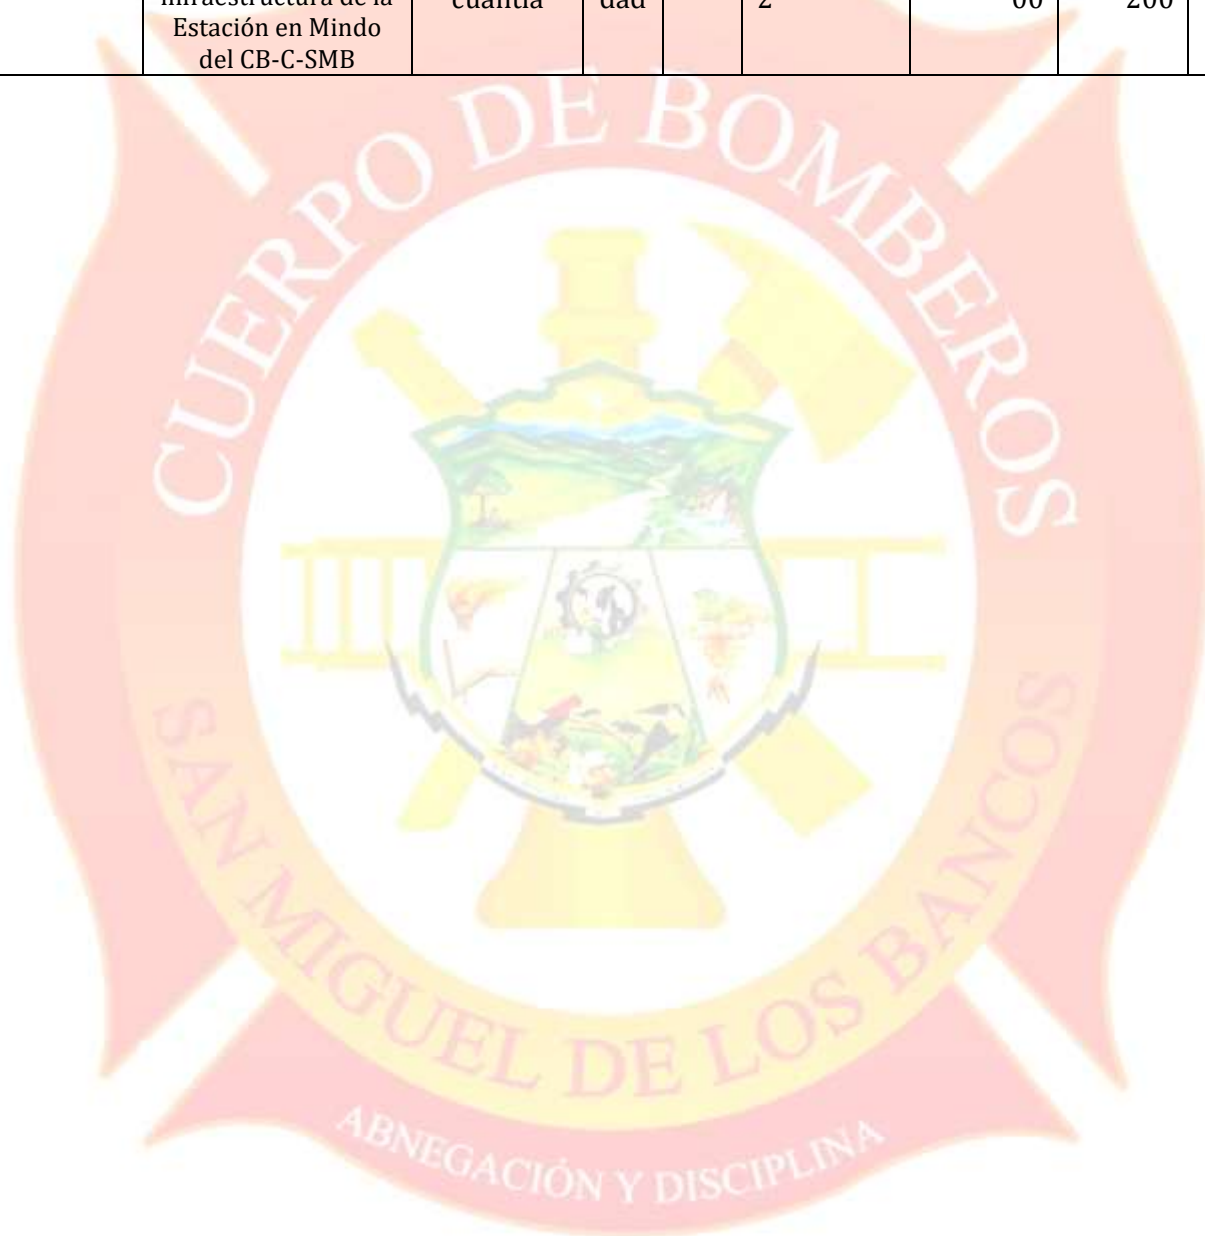 infraestructura de la cuantía dad 2 00 200
Estación en Mindo
del CB-C-SMB
CUERPO DE BOMBEROS
SAN MIGUEL DE LOS BANCOS
ABNEGACIÓN Y DISCIPLINA